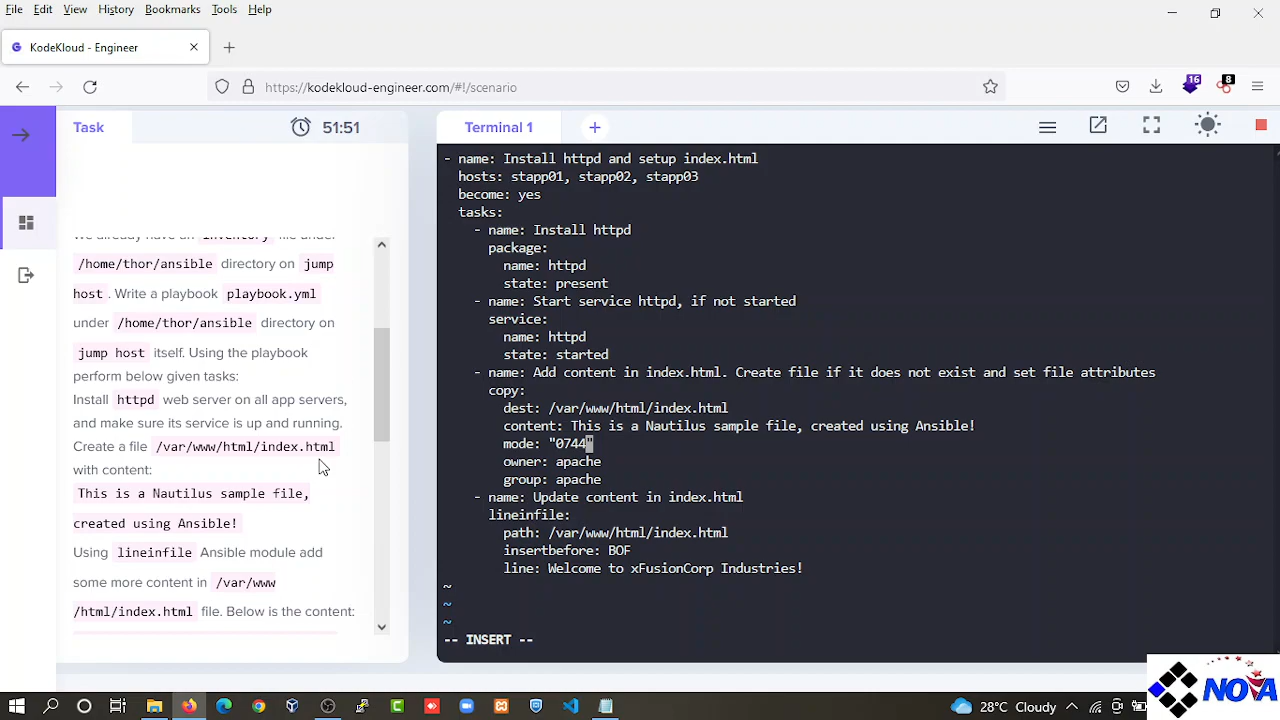 File Edit View History Bookmarks Tools Help
KodeKloud - Engineer
https://kodekloud-engineer.com/#!/scenario
16
8
Task
51:51
Terminal 1
We already have an inventory file under
/home/thor/ansible directory on jump
host . Write a playbook playbook.yml
under /home/thor/ansible directory on
jump host itself. Using the playbook
perform below given tasks:
Install httpd web server on all app servers,
and make sure its service is up and running.
Create a file /var/www/html/index.html
with content:
This is a Nautilus sample file,
created using Ansible!
Using lineinfile Ansible module add
some more content in /var/www
/html/index.html file. Below is the content:
- name: Install httpd and setup index.html
hosts: stapp01, stapp02, stapp03
become: yes
tasks:
- name: Install httpd
package:
name: httpd
state: present
- name: Start service httpd, if not started
service:
name: httpd
state: started
- name: Add content in index.html. Create file if it does not exist and set file attributes
copy:
dest: /var/www/html/index.html
content: This is a Nautilus sample file, created using Ansible!
mode: "0744"
owner: apache
group: apache
- name: Update content in index.html
lineinfile:
path: /var/www/html/index.html
insertbefore: BOF
line: Welcome to xFusionCorp Industries!
~
~
~
-- INSERT --
NOVA
28°C Cloudy